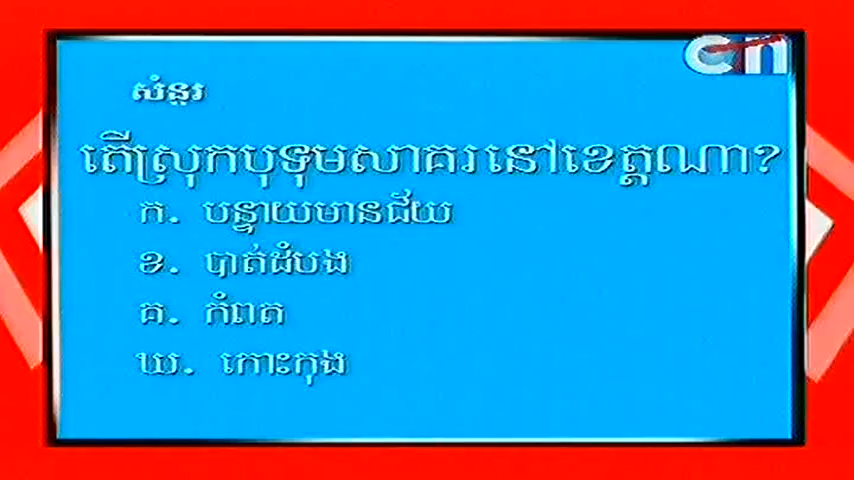 CTN
សំនួរ
តើស្រុកបុទុមសាគរនៅខេត្តណា?
ក. បន្ទាយមានជ័យ
ខ. បាត់ដំបង
គ. កំពត
ឃ. កោះកុង